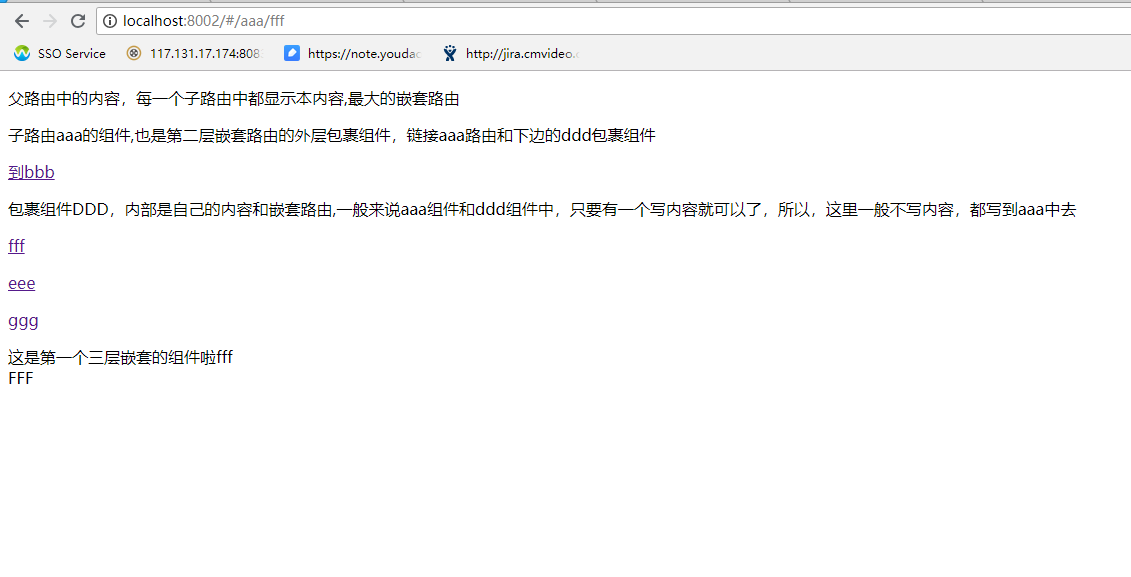 localhost:8002/#/aaa/fff
SSO Service 117.131.17.174:808 https://note.youdao http://jira.cmvideo.c
父路由中的内容，每一个子路由中都显示本内容,最大的嵌套路由
子路由aaa的组件,也是第二层嵌套路由的外层包裹组件，链接aaa路由和下边的ddd包裹组件
到bbb
包裹组件DDD，内部是自己的内容和嵌套路由,一般来说aaa组件和ddd组件中，只要有一个写内容就可以了，所以，这里一般不写内容，都写到aaa中去
fff
eee
ggg
这是第一个三层嵌套的组件啦fff
FFF